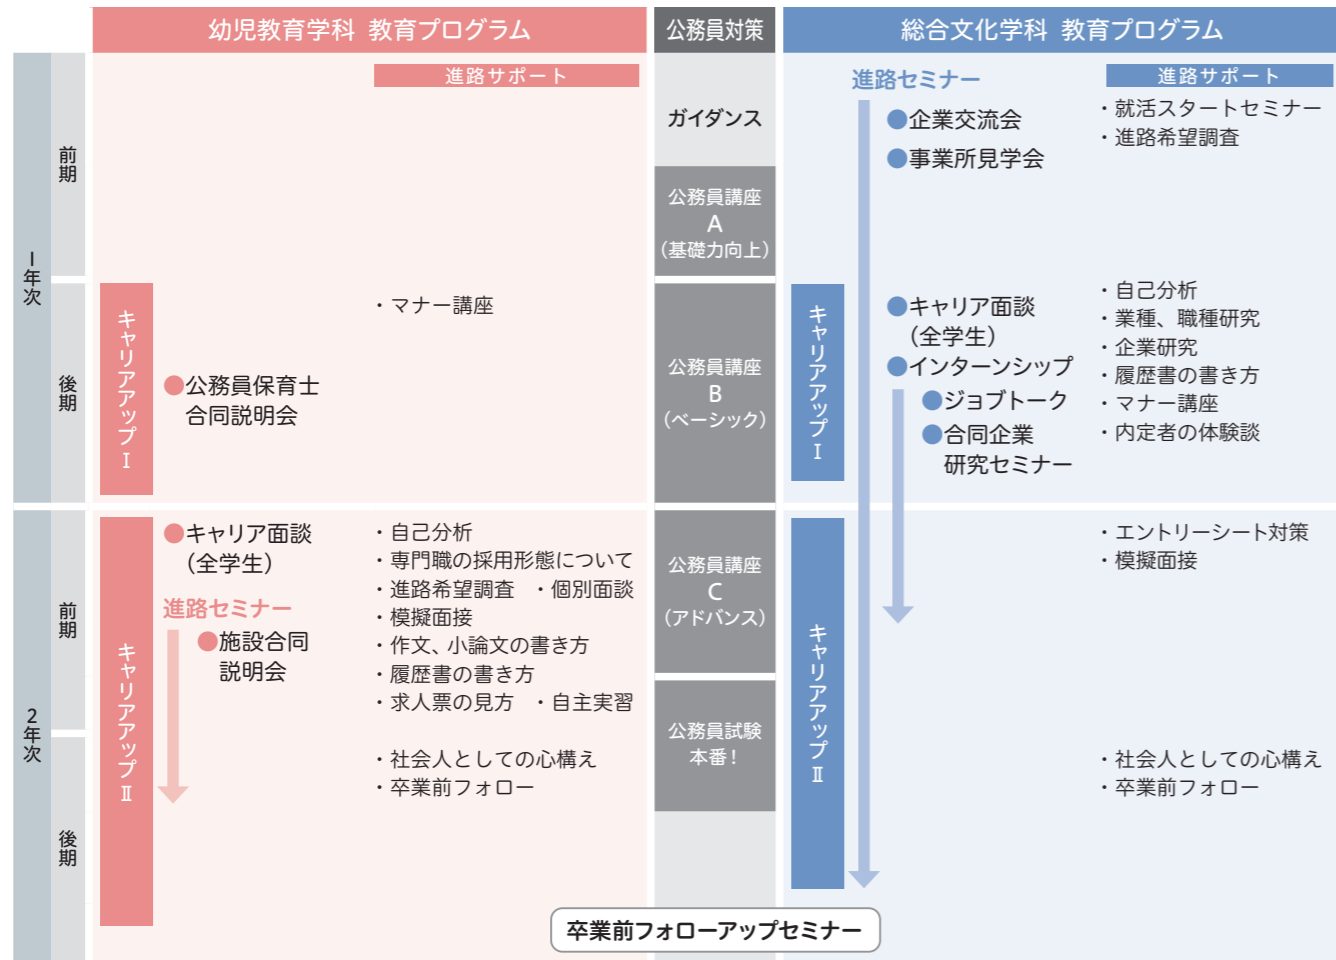 幼児教育学科 教育プログラム
公務員対策
総合文化学科 教育プログラム
1年次
前期
後期
2年次
前期
後期
進路サポート
キャリアアップⅠ
●公務員保育士
合同説明会
・マナー講座
キャリアアップⅡ
●キャリア面談
(全学生)
進路セミナー
●施設合同
説明会
・自己分析
・専門職の採用形態について
・進路希望調査 ・個別面談
・模擬面接
・作文、小論文の書き方
・履歴書の書き方
・求人票の見方 ・自主実習
・社会人としての心構え
・卒業前フォロー
ガイダンス
公務員講座
A
(基礎力向上)
公務員講座
B
(ベーシック)
公務員講座
C
(アドバンス)
公務員試験
本番!
進路セミナー
●企業交流会
●事業所見学会
進路サポート
・就活スタートセミナー
・進路希望調査
キャリアアップⅠ
●キャリア面談
(全学生)
●インターンシップ
●ジョブトーク
●合同企業
研究セミナー
・自己分析
・業種、職種研究
・企業研究
・履歴書の書き方
・マナー講座
・内定者の体験談
キャリアアップⅡ
・エントリーシート対策
・模擬面接
・社会人としての心構え
・卒業前フォロー
卒業前フォローアップセミナー